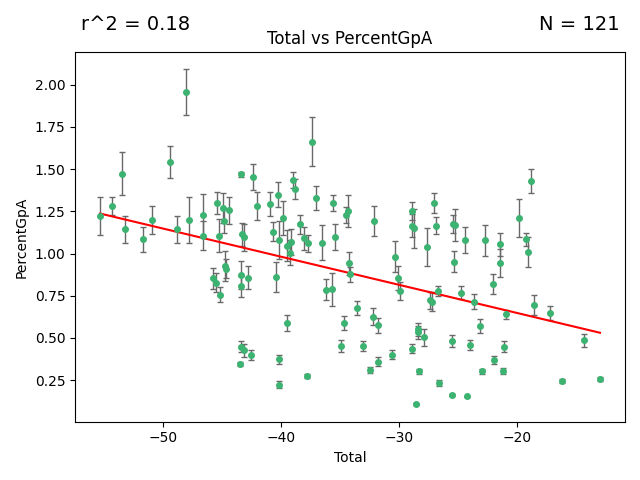 r^2 = 0.18
N = 121
Total vs PercentGpA
PercentGpA
2.00
1.75
1.50
1.25
1.00
0.75
0.50
0.25
−50
−40
−30
−20
Total